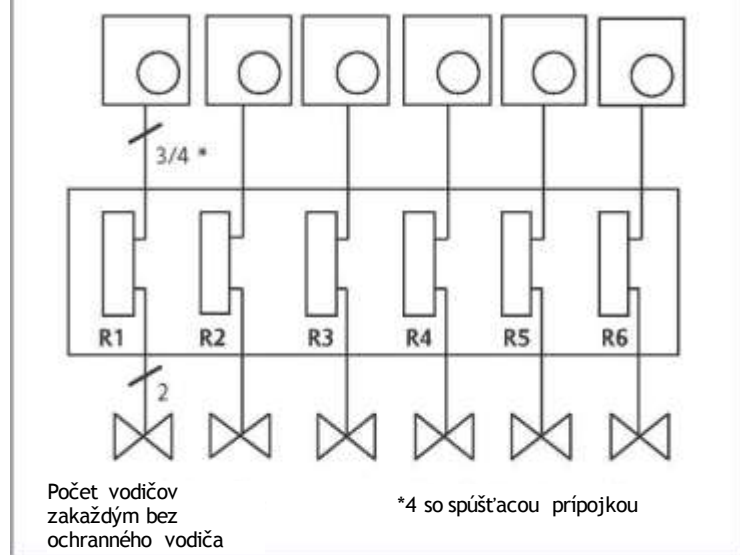 3/4 *
R1 R2 R3 R4 R5 R6
2
Počet vodičov
zakaždým bez
ochranného vodiča
*4 so spúšťacou prípojkou